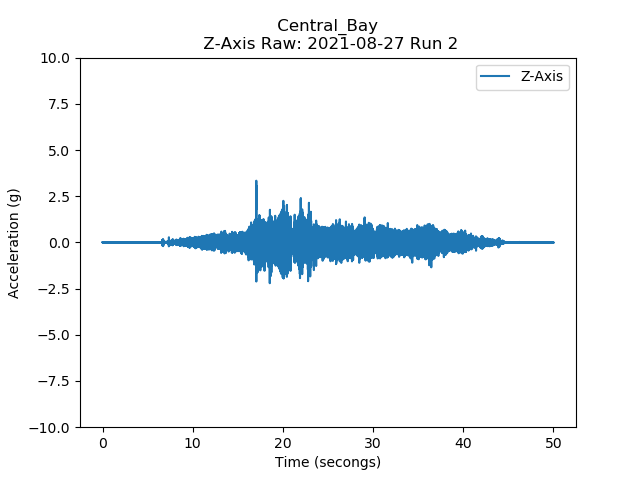 Central_Bay
Z-Axis Raw: 2021-08-27 Run 2
Z-Axis
10.0
7.5
5.0
2.5
0.0
−2.5
−5.0
−7.5
−10.0
Acceleration (g)
0 10 20 30 40 50
Time (secongs)